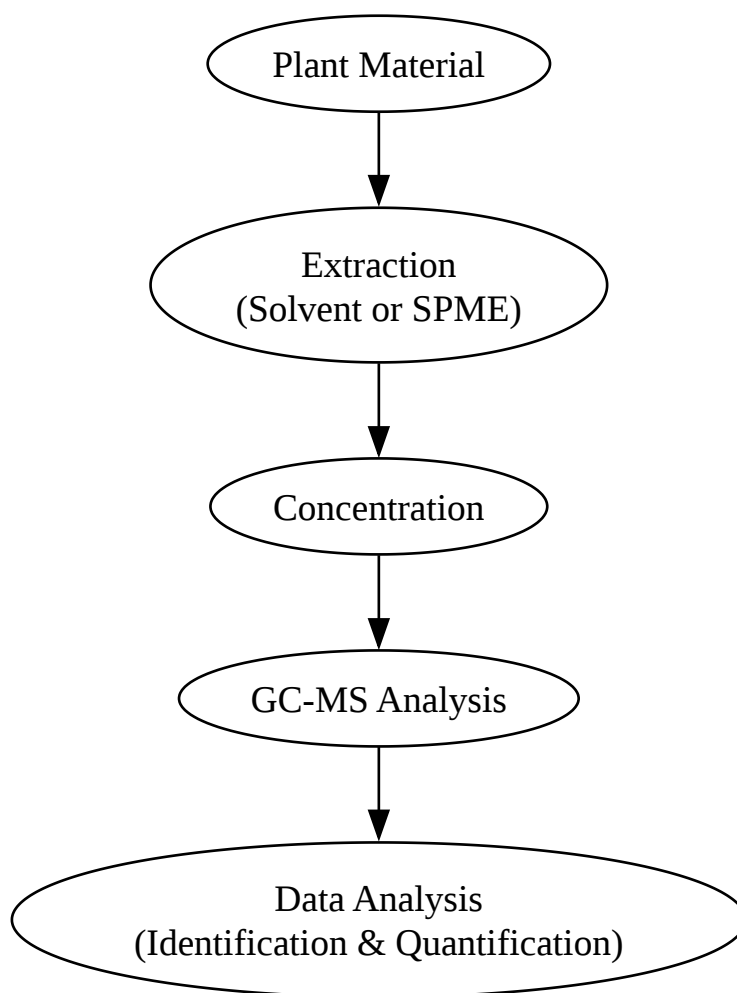 Plant Material
Extraction
(Solvent or SPME)
Concentration
GC-MS Analysis
Data Analysis
(Identification & Quantification)